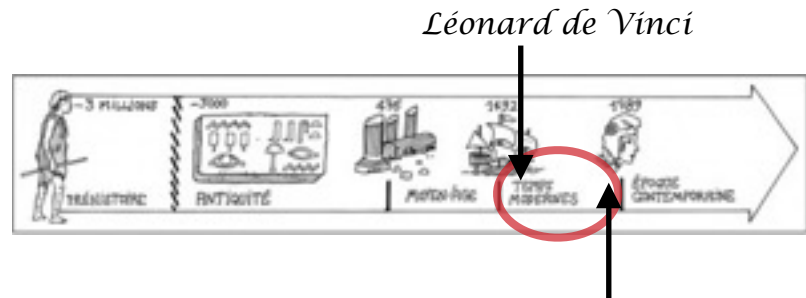 Léonard de Vinci
-3 MILLIONS
-3000
476
1492
1789
PRÉHISTOIRE
ANTIQUITÉ
MOYEN-ÂGE
TEMPS
MODERNES
ÉPOQUE
CONTEMPORAINE